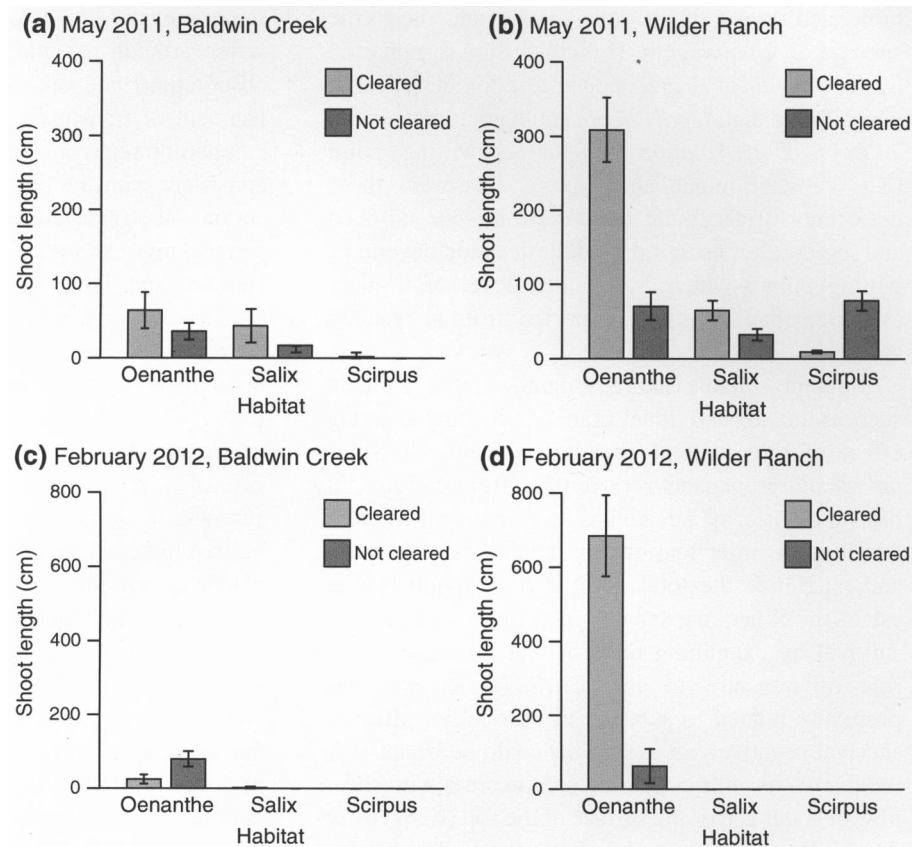 (a) May 2011, Baldwin Creek
400
300
200
100
0
Shoot length (cm)
Cleared
Not cleared
Oenanthe Salix Scirpus
Habitat
(b) May 2011, Wilder Ranch
400
300
200
100
0
Shoot length (cm)
Cleared
Not cleared
Oenanthe Salix Scirpus
Habitat
(c) February 2012, Baldwin Creek
800
600
400
200
0
Shoot length (cm)
Cleared
Not cleared
Oenanthe Salix Scirpus
Habitat
(d) February 2012, Wilder Ranch
800
600
400
200
0
Shoot length (cm)
Cleared
Not cleared
Oenanthe Salix Scirpus
Habitat